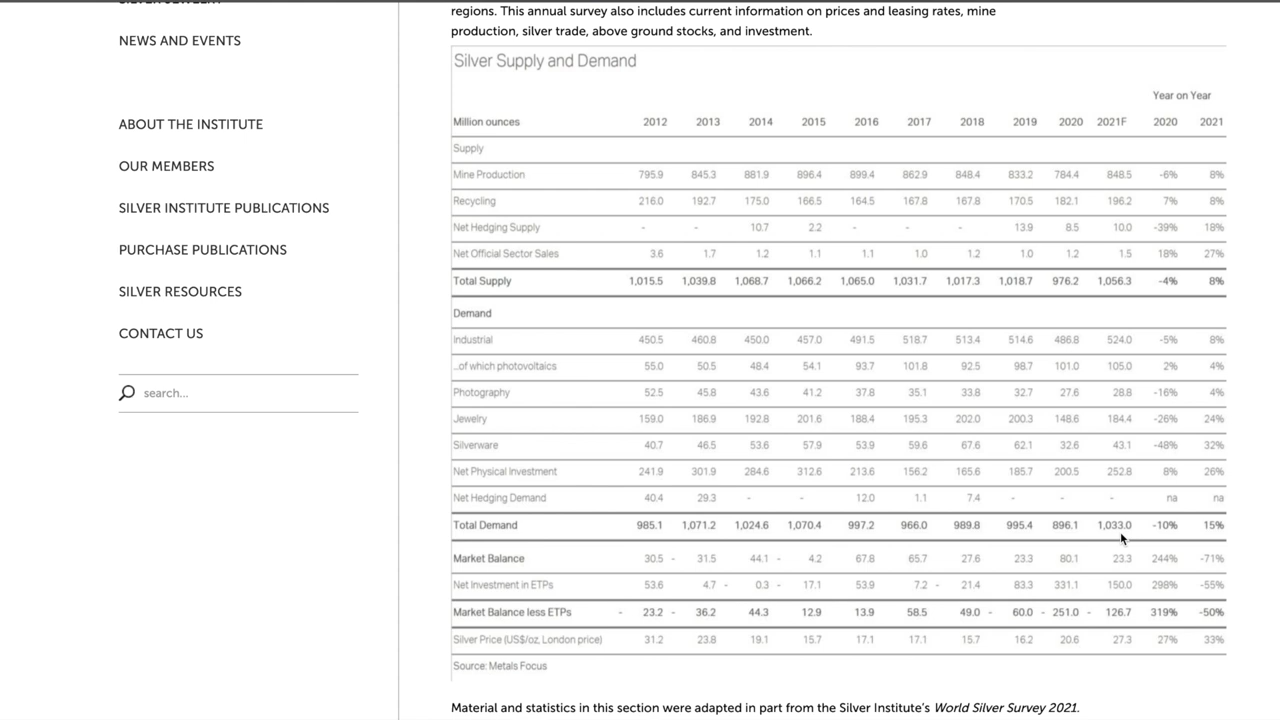 NEWS AND EVENTS
ABOUT THE INSTITUTE
OUR MEMBERS
SILVER INSTITUTE PUBLICATIONS
PURCHASE PUBLICATIONS
SILVER RESOURCES
CONTACT US
search...
regions. This annual survey also includes current information on prices and leasing rates, mine
production, silver trade, above ground stocks, and investment.
Silver Supply and Demand
Year on Year
Million ounces 2012 2013 2014 2015 2016 2017 2018 2019 2020 2021F 2020 2021
Supply
Mine Production 795.9 845.3 881.9 896.4 899.4 862.9 848.4 833.2 784.4 848.5 -6% 8%
Recycling 216.0 192.7 175.0 166.5 164.5 167.8 167.8 170.5 182.1 196.2 7% 8%
Net Hedging Supply - - 10.7 2.2 - - - 13.9 8.5 10.0 -39% 18%
Net Official Sector Sales 3.6 1.7 1.2 1.1 1.1 1.0 1.2 1.0 1.2 1.5 18% 27%
Total Supply 1,015.5 1,039.8 1,068.7 1,066.2 1,065.0 1,031.7 1,017.3 1,018.7 976.2 1,056.3 -4% 8%
Demand
Industrial 450.5 460.8 450.0 457.0 491.5 518.7 513.4 514.6 486.8 524.0 -5% 8%
...of which photovoltaics 55.0 50.5 48.4 54.1 93.7 101.8 92.5 98.7 101.0 105.0 2% 4%
Photography 52.5 45.8 43.6 41.2 37.8 35.1 33.8 32.7 27.6 28.8 -16% 4%
Jewelry 159.0 186.9 192.8 201.6 188.4 195.3 202.0 200.3 148.6 184.4 -26% 24%
Silverware 40.7 46.5 53.6 57.9 53.9 59.6 67.6 62.1 32.6 43.1 -48% 32%
Net Physical Investment 241.9 301.9 284.6 312.6 213.6 156.2 165.6 185.7 200.5 252.8 8% 26%
Net Hedging Demand 40.4 29.3 - - 12.0 1.1 7.4 - - - na na
Total Demand 985.1 1,071.2 1,024.6 1,070.4 997.2 966.0 989.8 995.4 896.1 1,033.0 -10% 15%
Market Balance 30.5 - 31.5 44.1 - 4.2 67.8 65.7 27.6 23.3 80.1 23.3 244% -71%
Net Investment in ETPs 53.6 4.7 - 0.3 - 17.1 53.9 7.2 - 21.4 83.3 331.1 150.0 298% -55%
Market Balance less ETPs - 23.2 - 36.2 44.3 12.9 13.9 58.5 49.0 - 60.0 - 251.0 - 126.7 319% -50%
Silver Price (US$/oz, London price) 31.2 23.8 19.1 15.7 17.1 17.1 15.7 16.2 20.6 27.3 27% 33%
Source: Metals Focus
Material and statistics in this section were adapted in part from the Silver Institute's World Silver Survey 2021.